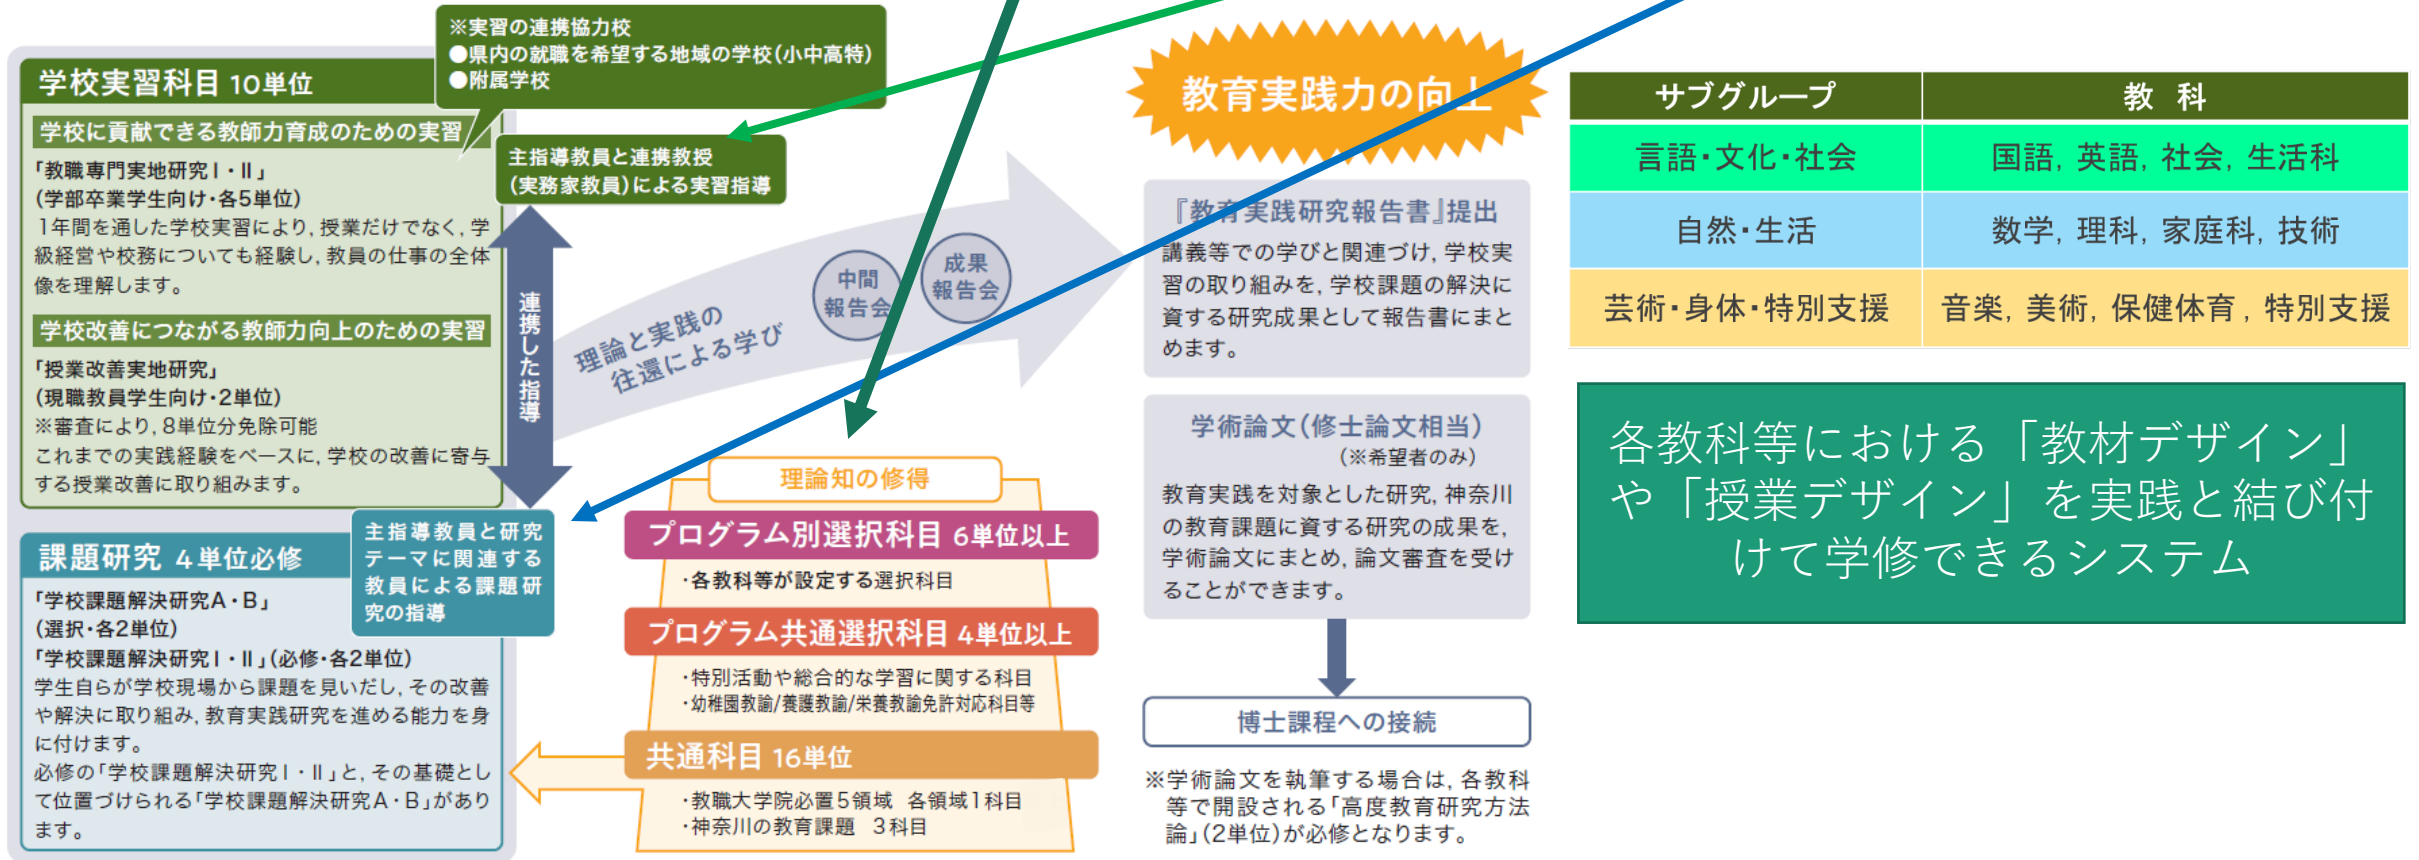 ※実習の連携協力校
●県内の就職を希望する地域の学校(小中高特)
●附属学校
学校実習科目 10単位
学校に貢献できる教師力育成のための実習
「教職専門実地研究Ⅰ・Ⅱ」
(学部卒業学生向け・各5単位)
1年間を通した学校実習により, 授業だけでなく, 学
級経営や校務についても経験し, 教員の仕事の全体
像を理解します。
学校改善につながる教師力向上のための実習
「授業改善実地研究」
(現職教員学生向け・2単位)
※審査により, 8単位分免除可能
これまでの実践経験をベースに, 学校の改善に寄与
する授業改善に取り組みます。
主指導教員と連携教授
(実務家教員)による実習指導
連携した指導
主指導教員と研究
テーマに関連する
教員による課題研
究の指導
課題研究 4単位必修
「学校課題解決研究A・B」
(選択・各2単位)
「学校課題解決研究Ⅰ・Ⅱ」(必修・各2単位)
学生自らが学校現場から課題を見いだし, その改善
や解決に取り組み, 教育実践研究を進める能力を身
に付けます。
必修の「学校課題解決研究Ⅰ・Ⅱ」と, その基礎とし
て位置づけられる「学校課題解決研究A・B」があり
ます。
理論と実践の
往還による学び
中間
報告会
成果
報告会
理論知の修得
プログラム別選択科目 6単位以上
・各教科等が設定する選択科目
プログラム共通選択科目 4単位以上
・特別活動や総合的な学習に関する科目
・幼稚園教諭/養護教諭/栄養教諭免許対応科目等
共通科目 16単位
・教職大学院必置5領域 各領域1科目
・神奈川の教育課題 3科目
教育実践力の向上
『教育実践研究報告書』提出
講義等での学びと関連づけ, 学校実
習の取り組みを, 学校課題の解決に
資する研究成果として報告書にまと
めます。
学術論文(修士論文相当)
(※希望者のみ)
教育実践を対象とした研究, 神奈川
の教育課題に資する研究の成果を,
学術論文にまとめ, 論文審査を受け
ることができます。
博士課程への接続
※学術論文を執筆する場合は, 各教科
等で開設される「高度教育研究方法
論」(2単位)が必修となります。
サブグループ 教 科
言語・文化・社会 国語, 英語, 社会, 生活科
自然・生活 数学, 理科, 家庭科, 技術
芸術・身体・特別支援 音楽, 美術, 保健体育, 特別支援
各教科等における「教材デザイン」
や「授業デザイン」を実践と結び付
けて学修できるシステム